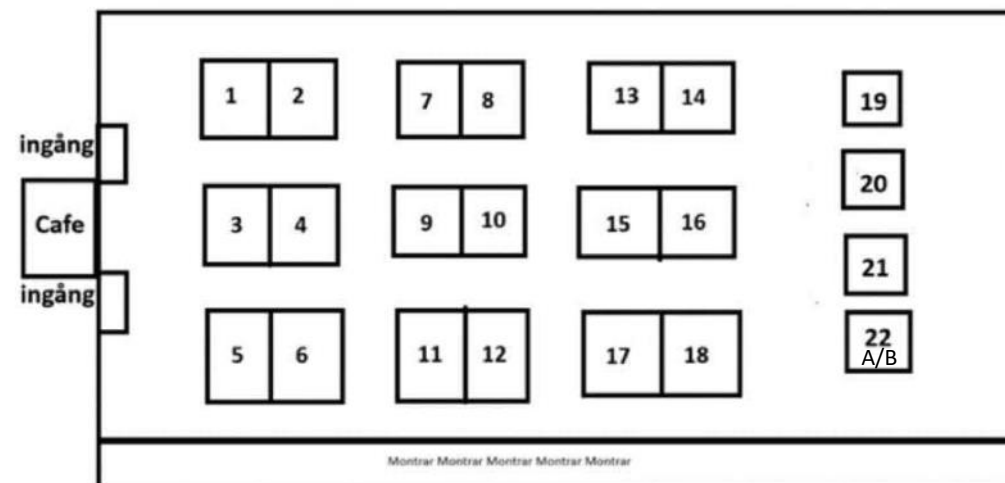 1 2 7 8 13 14 19
ingång
20
3 4 9 10 15 16
Cafe
21
ingång
5 6 11 12 17 18 22
A/B
Montrar Montrar Montrar Montrar Montrar